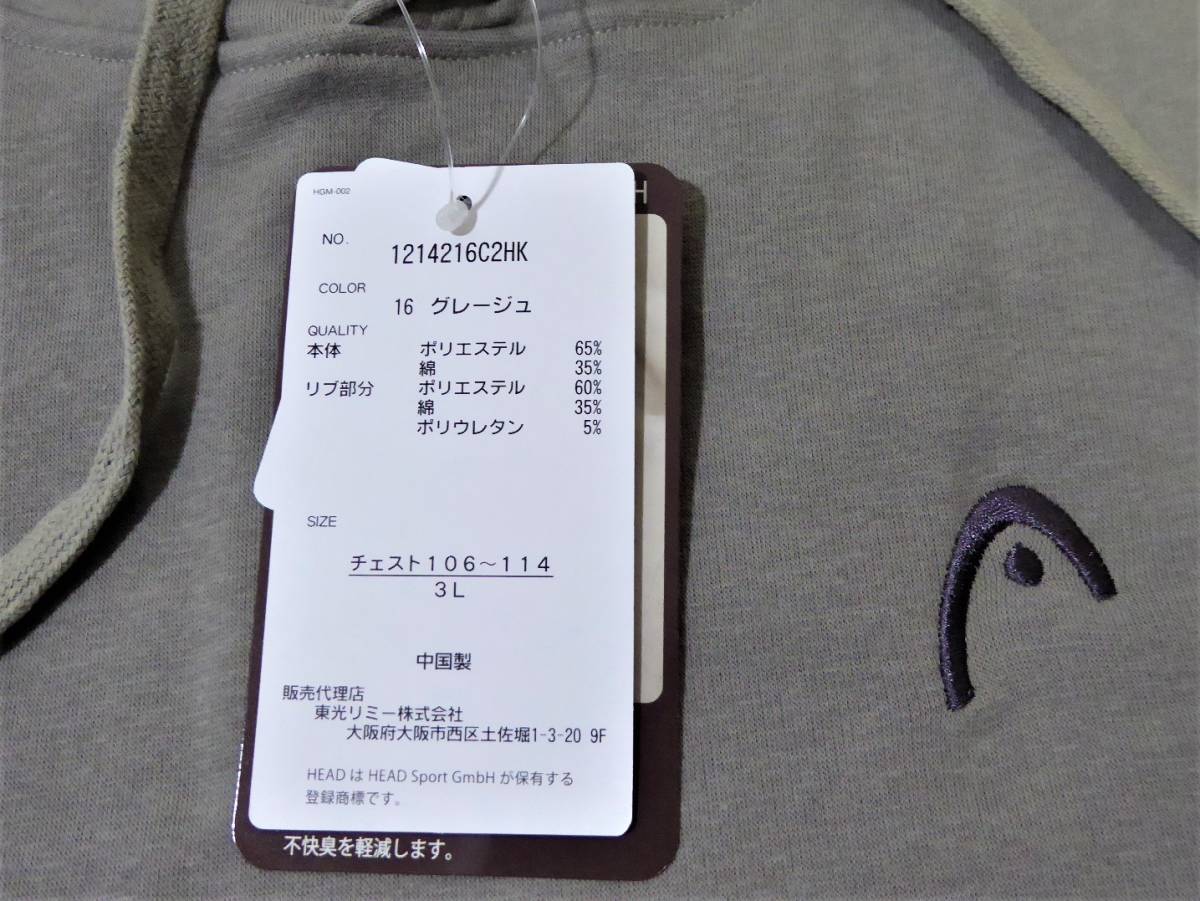 HGM-002
NO. 1214216C2HK
COLOR
16 グレージュ
QUALITY
本体 ポリエステル 65%
綿 35%
リブ部分 ポリエステル 60%
綿 35%
ポリウレタン 5%
SIZE
チェスト106～114
3L
中国製
販売代理店
東光リミー株式会社
大阪府大阪市西区土佐堀1-3-20 9F
HEAD は HEAD Sport GmbH が保有する
登録商標です。
不快臭を軽減します。